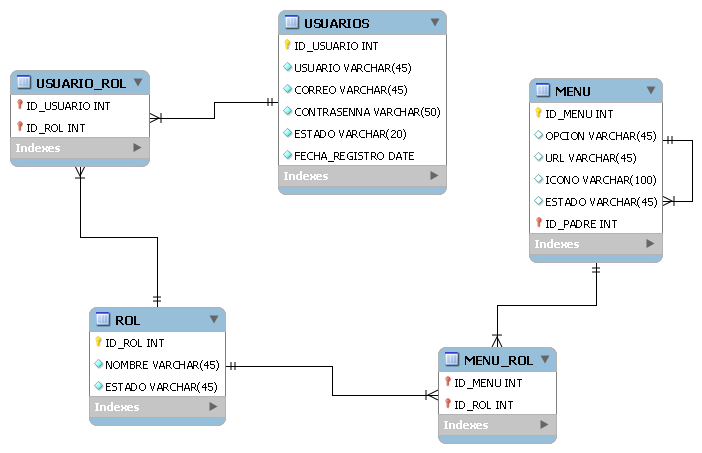 USUARIOS
ID_USUARIO INT
USUARIO VARCHAR(45)
CORREO VARCHAR(45)
CONTRASENNA VARCHAR(50)
ESTADO VARCHAR(20)
FECHA_REGISTRO DATE
Indexes
USUARIO_ROL
ID_USUARIO INT
ID_ROL INT
Indexes
MENU
ID_MENU INT
OPCION VARCHAR(45)
URL VARCHAR(45)
ICONO VARCHAR(100)
ESTADO VARCHAR(45)
ID_PADRE INT
Indexes
ROL
ID_ROL INT
NOMBRE VARCHAR(45)
ESTADO VARCHAR(45)
Indexes
MENU_ROL
ID_MENU INT
ID_ROL INT
Indexes